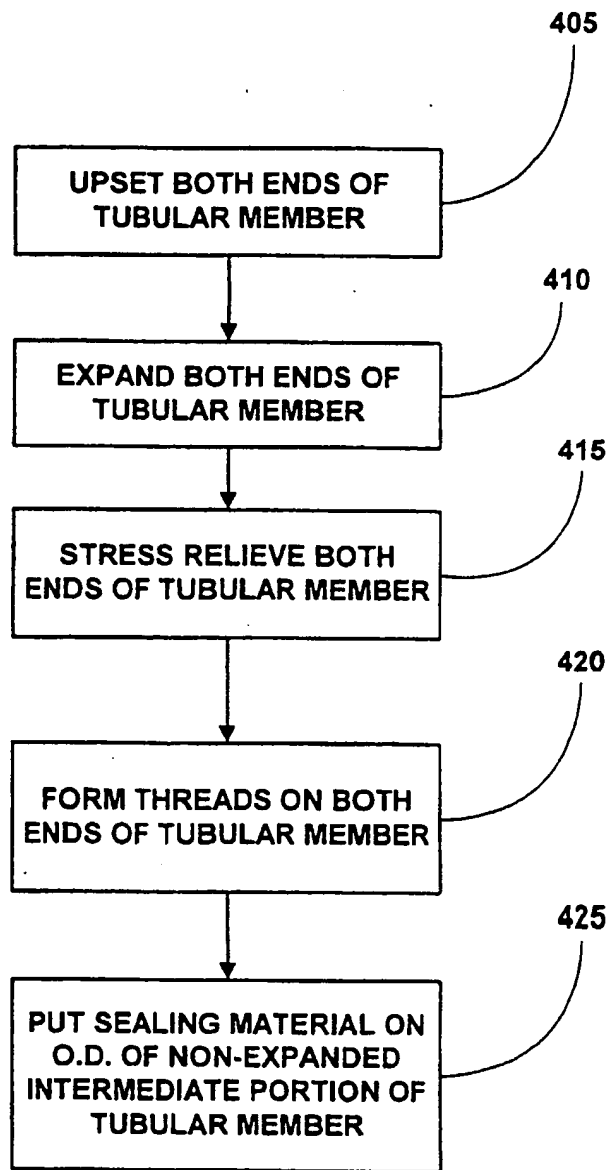 405
UPSET BOTH ENDS OF
TUBULAR MEMBER
410
EXPAND BOTH ENDS OF
TUBULAR MEMBER
415
STRESS RELIEVE BOTH
ENDS OF TUBULAR MEMBER
420
FORM THREADS ON BOTH
ENDS OF TUBULAR MEMBER
425
PUT SEALING MATERIAL ON
O.D. OF NON-EXPANDED
INTERMEDIATE PORTION OF
TUBULAR MEMBER